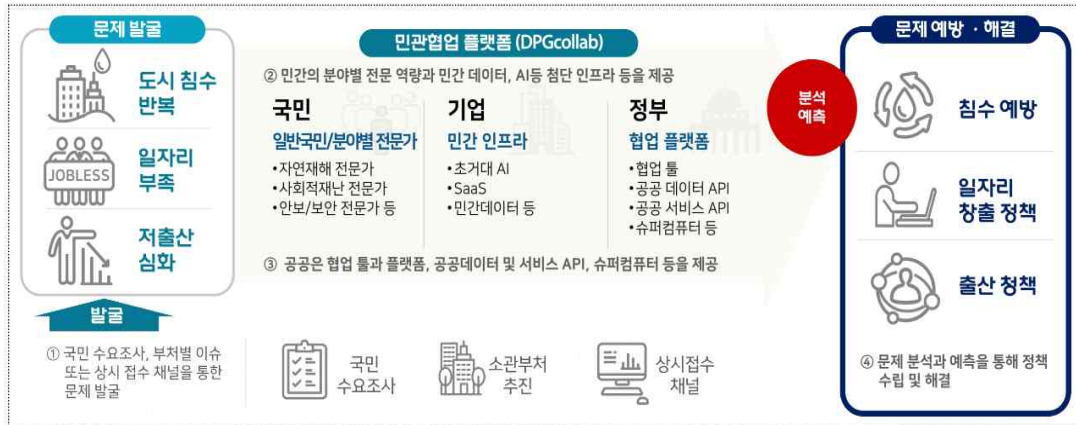 문제 발굴
도시 침수
반복
JOBLESS
일자리
부족
저출산
심화
발굴
① 국민 수요조사, 부처별 이슈
또는 상시 접수 채널을 통한
문제 발굴
민관협업 플랫폼 (DPGcollab)
② 민간의 분야별 전문 역량과 민간 데이터, AI등 첨단 인프라 등을 제공
국민
일반국민/분야별 전문가
•자연재해 전문가
•사회적재난 전문가
•안보/보안 전문가 등
기업
민간 인프라
•초거대 AI
•SaaS
•민간데이터 등
정부
협업 플랫폼
•협업 툴
•공공 데이터 API
•공공 서비스 API
•슈퍼컴퓨터 등
③ 공공은 협업 툴과 플랫폼, 공공데이터 및 서비스 API, 슈퍼컴퓨터 등을 제공
국민
수요조사
소관부처
추진
상시접수
채널
분석
예측
문제 예방 · 해결
침수 예방
일자리
창출 정책
출산 정책
④ 문제 분석과 예측을 통해 정책
수립 및 해결